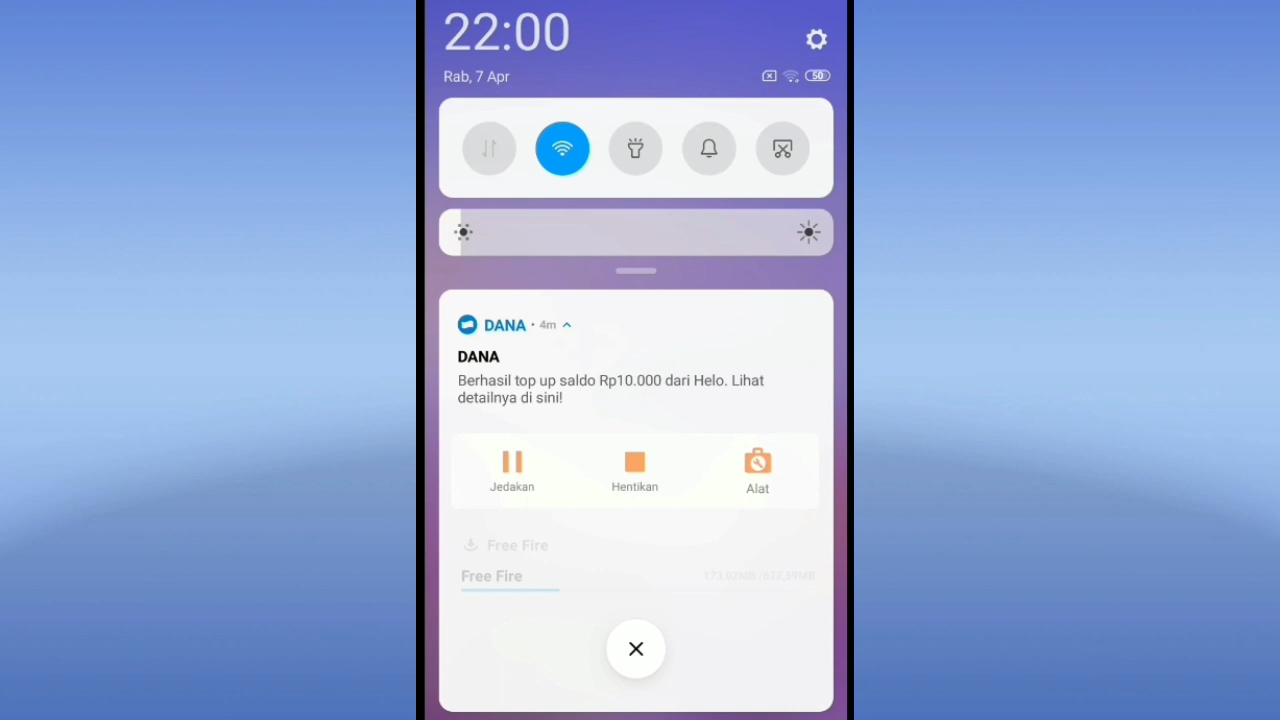 22:00
Rab, 7 Apr
50
DANA • 4m
DANA
Berhasil top up saldo Rp10.000 dari Helo. Lihat
detailnya di sini!
Jedakan
Hentikan
Alat
Free Fire
Free Fire